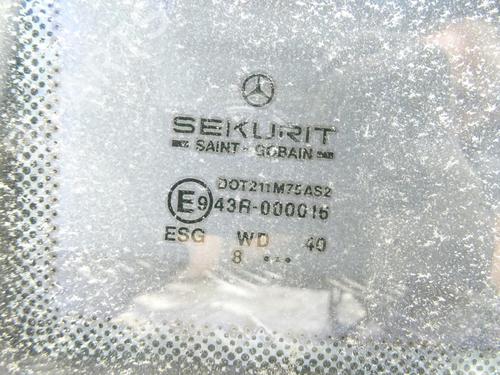 SEKURIT
SAINT-GOBAIN
DOT211M75AS2
E9 43R-000016
ESG WD 40
8 ...